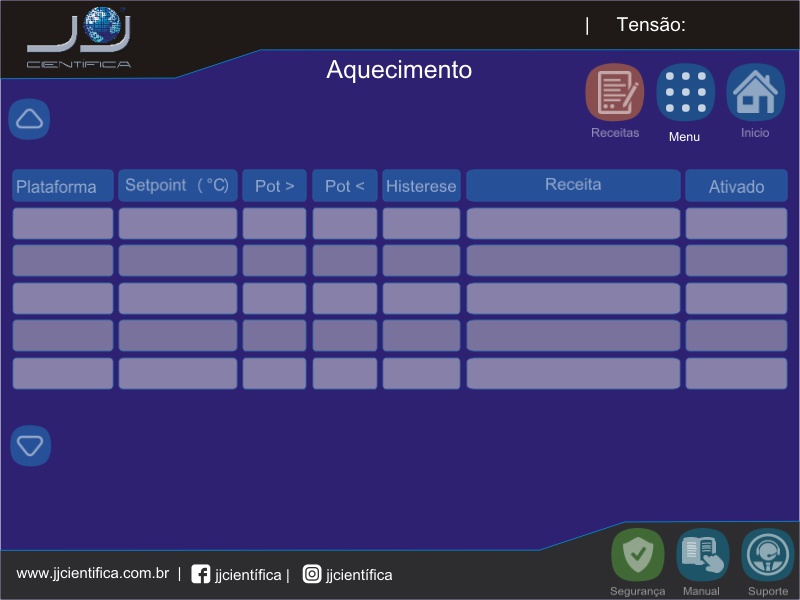 JJ
CIENTIFICA
| Tensão:
Aquecimento
Receitas
Menu
Inicio
Plataforma
Setpoint (°C)
Pot >
Pot <
Histerese
Receita
Ativado
www.jjcientifica.com.br | jjcientífica | jjcientífica
Segurança
Manual
Suporte